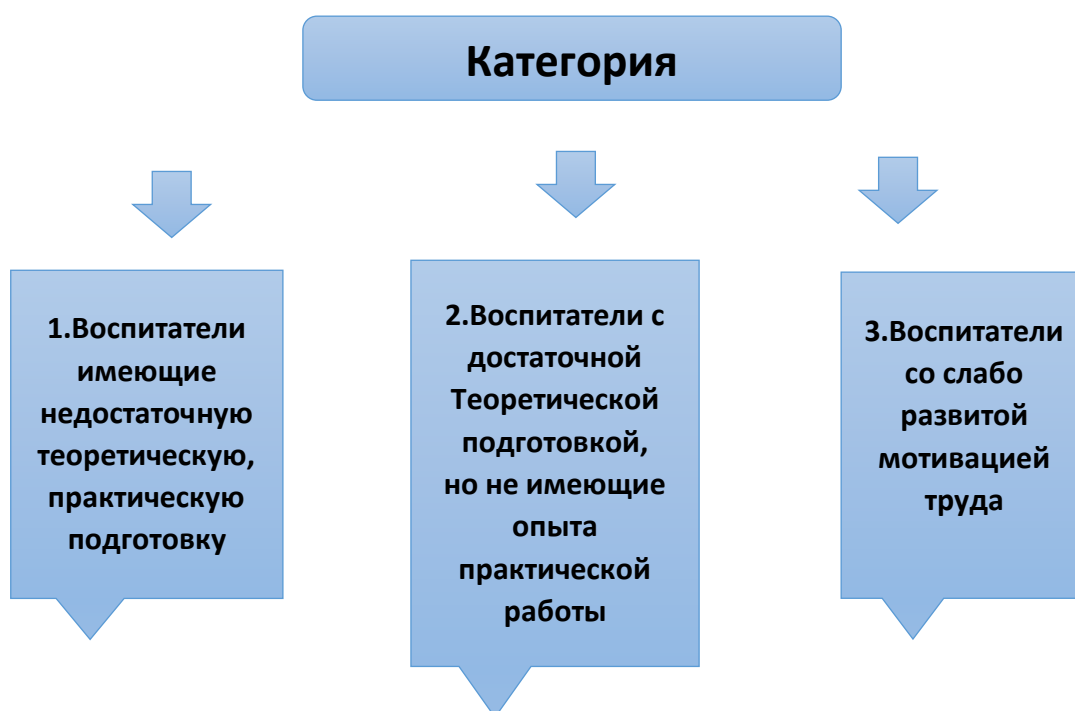 Категория
1.Воспитатели
имеющие
недостаточную
теоретическую,
практическую
подготовку
2.Воспитатели с
достаточной
Теоретической
подготовкой,
но не имеющие
опыта
практической
работы
3.Воспитатели
со слабо
развитой
мотивацией
труда